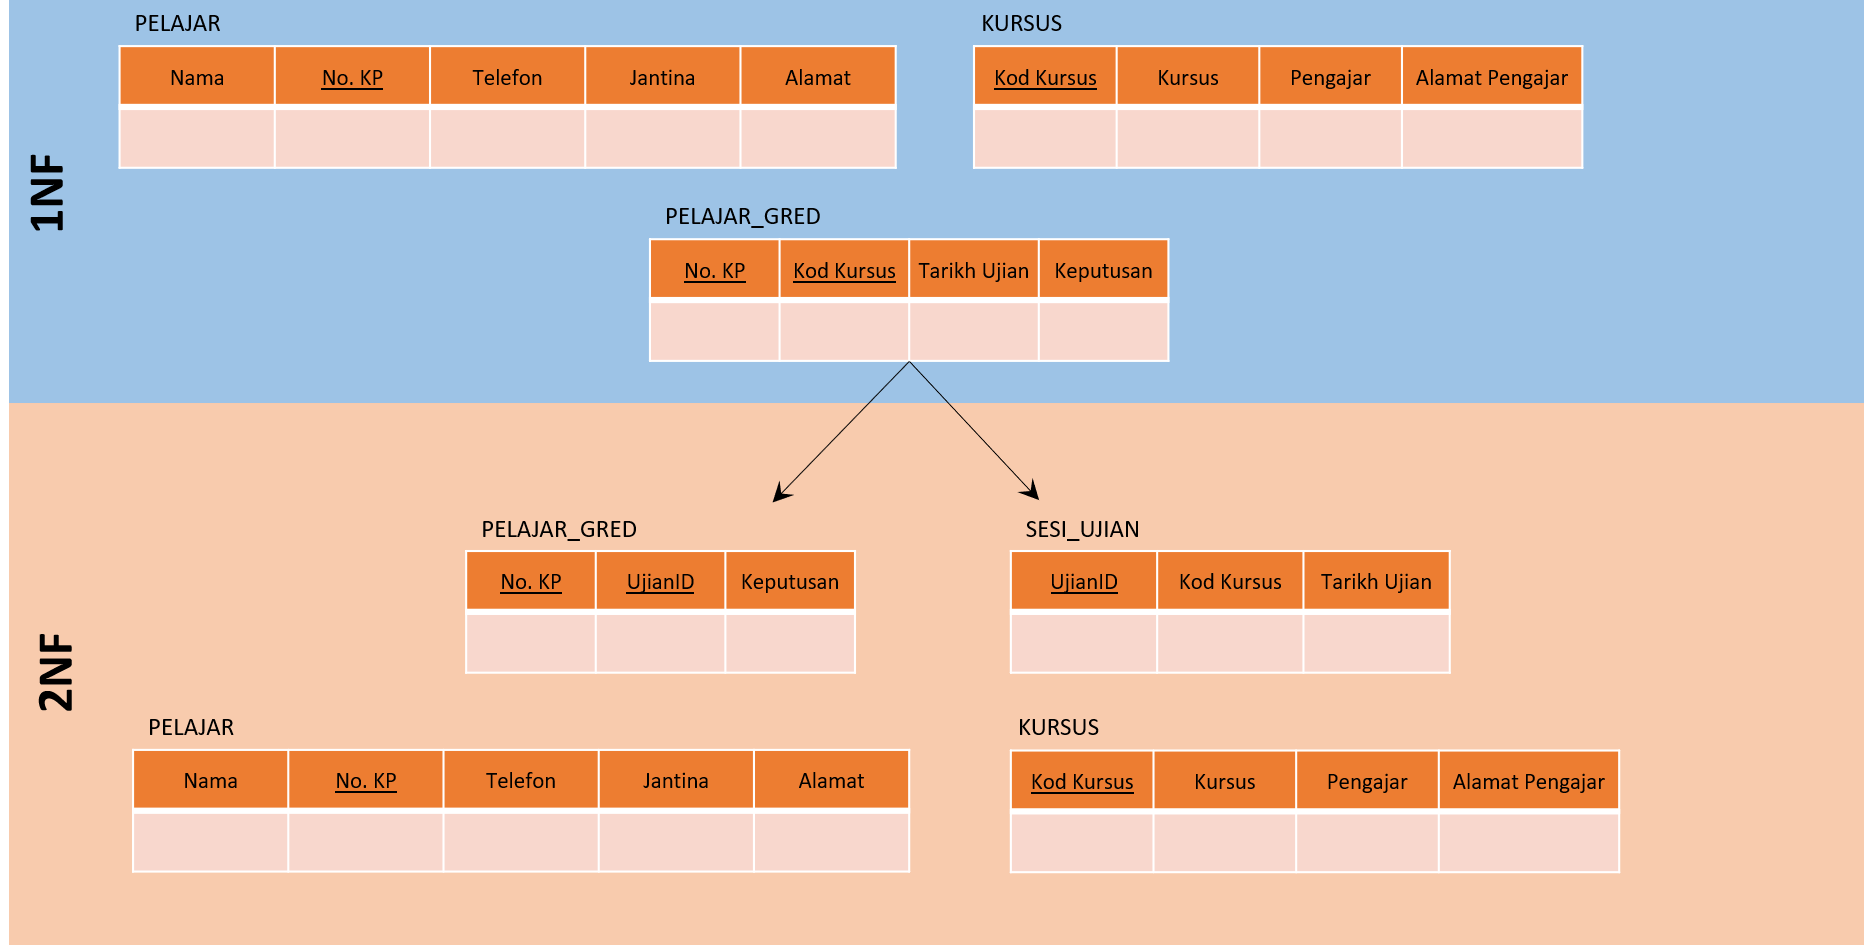 PELAJAR
Nama No. KP Telefon Jantina Alamat
KURSUS
Kod Kursus Kursus Pengajar Alamat Pengajar
1NF
PELAJAR_GRED
No. KP Kod Kursus Tarikh Ujian Keputusan
2NF
PELAJAR_GRED
No. KP UjianID Keputusan
SESI_UJIAN
UjianID Kod Kursus Tarikh Ujian
PELAJAR
Nama No. KP Telefon Jantina Alamat
KURSUS
Kod Kursus Kursus Pengajar Alamat Pengajar